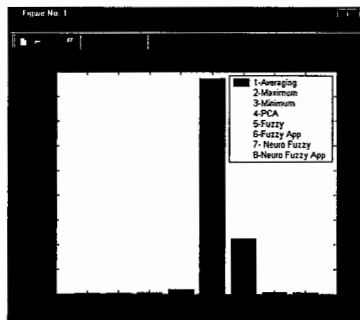 Figure No. 1
1-Averaging
2-Maximum
3-Minimum
4-PCA
5-Fuzzy
6-Fuzzy App
7- Neuro Fuzzy
8-Neuro Fuzzy App